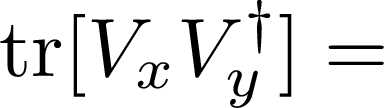 tr[V_x V_y^†] =